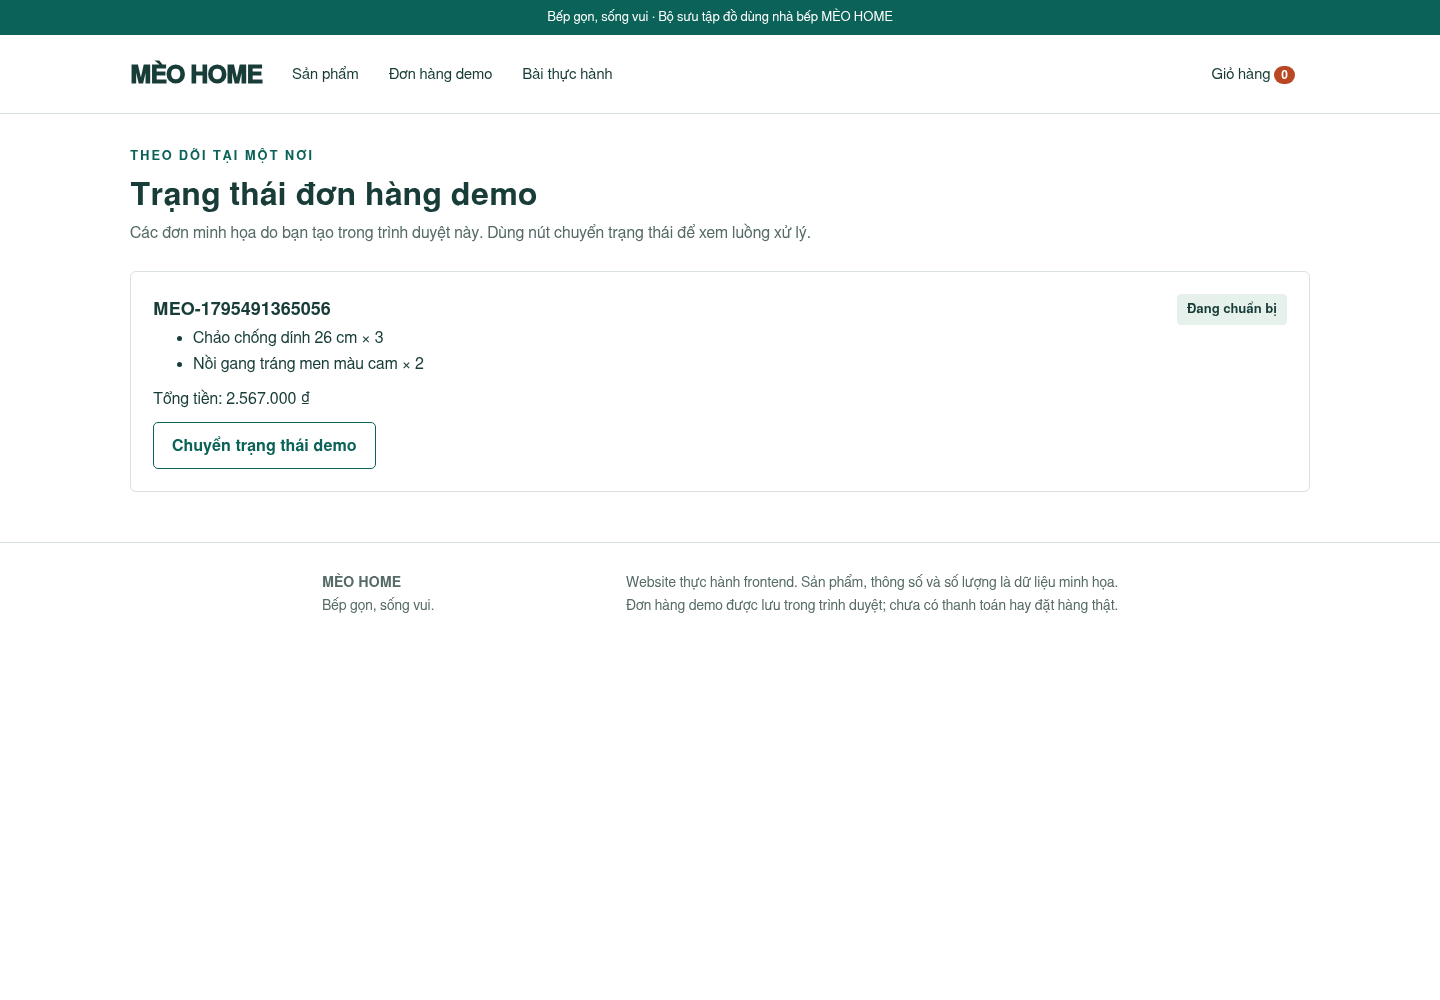 Bếp gọn, sống vui · Bộ sưu tập đồ dùng nhà bếp MÈO HOME
MÈO HOME
Sản phẩm
Đơn hàng demo
Bài thực hành
Giỏ hàng 0
THEO DÕI TẠI MỘT NƠI
Trạng thái đơn hàng demo
Các đơn minh họa do bạn tạo trong trình duyệt này. Dùng nút chuyển trạng thái để xem luồng xử lý.
MEO-1795491365056
Đang chuẩn bị
Chảo chống dính 26 cm × 3
Nồi gang tráng men màu cam × 2
Tổng tiền: 2.567.000 ₫
Chuyển trạng thái demo
MÈO HOME
Bếp gọn, sống vui.
Website thực hành frontend. Sản phẩm, thông số và số lượng là dữ liệu minh họa.
Đơn hàng demo được lưu trong trình duyệt; chưa có thanh toán hay đặt hàng thật.